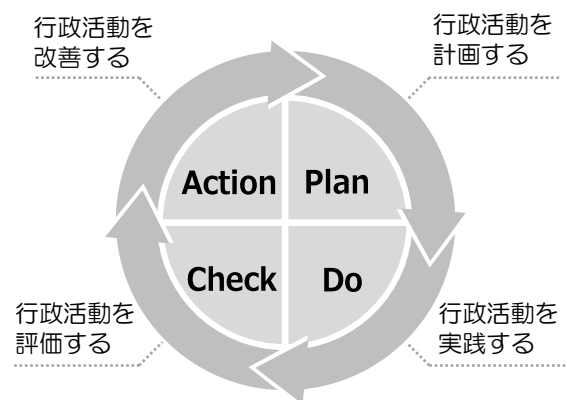 行政活動を
改善する
行政活動を
計画する
Action
Plan
Check
Do
行政活動を
評価する
行政活動を
実践する